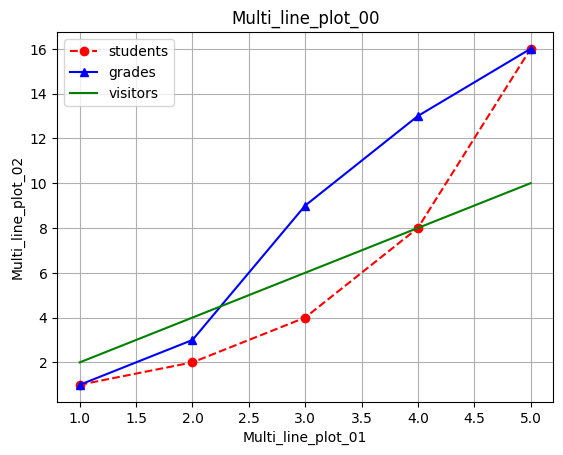 Multi_line_plot_00
students
grades
visitors
16
14
12
10
8
6
4
2
Multi_line_plot_02
1.0 1.5 2.0 2.5 3.0 3.5 4.0 4.5 5.0
Multi_line_plot_01